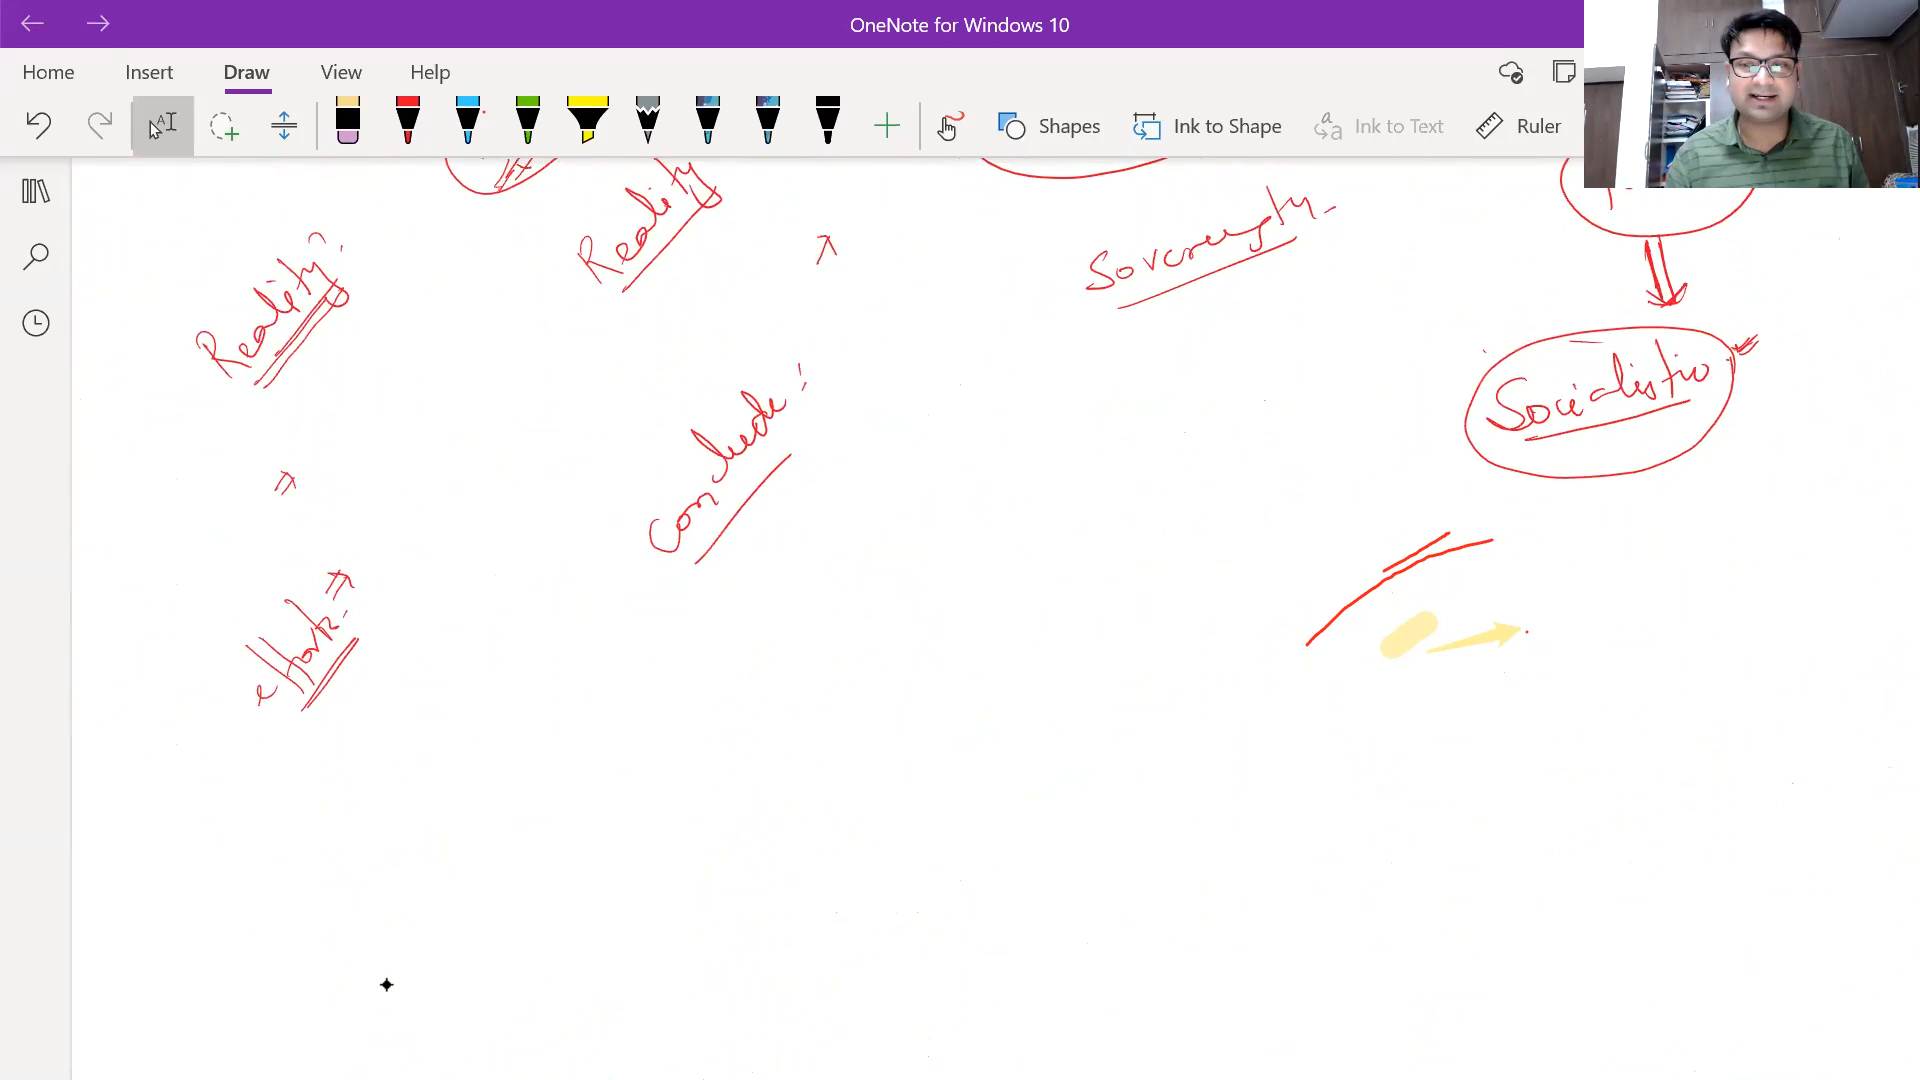 OneNote for Windows 10
Home Insert Draw View Help
Shapes Ink to Shape Ink to Text Ruler
Reality
Sovereignty
Reality
Socialistic
Conclude
efforts